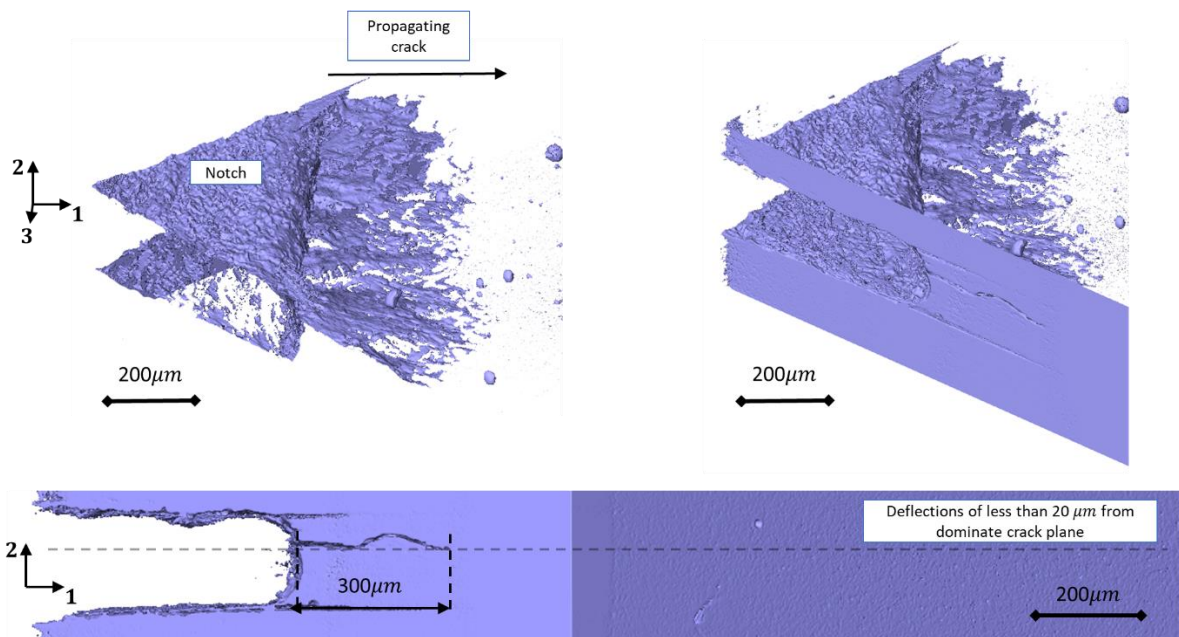 Propagating
crack
Notch
2
1
3
200μm
200μm
Deflections of less than 20 μm from
dominate crack plane
2
1
300μm
200μm